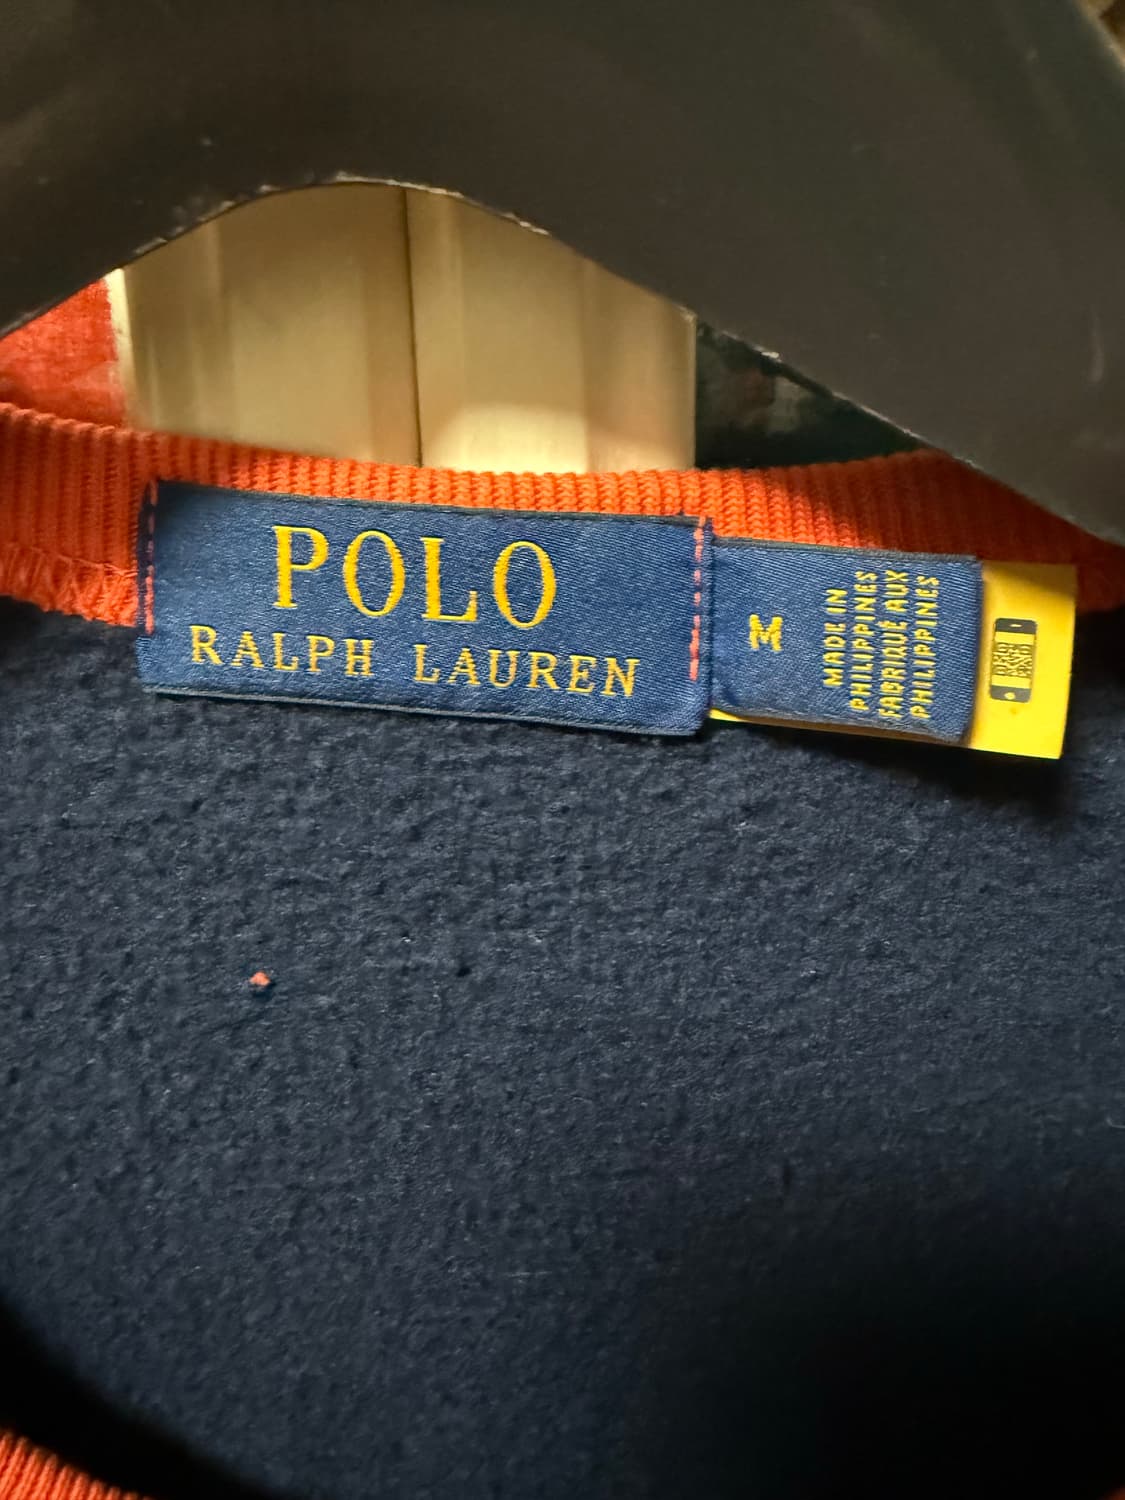 POLO
RALPH LAUREN
M
MADE IN
PHILIPPINES
FABRIQUÉ AUX
PHILIPPINES